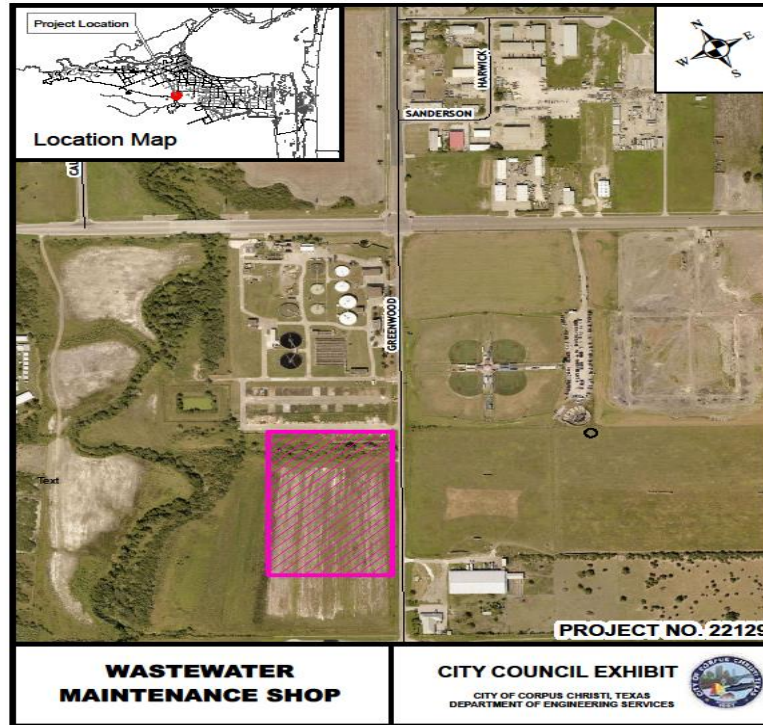 Project Location
Location Map
N
E
W
S
HARWICK
SANDERSON
GREENWOOD
Text
PROJECT NO. 22129
WASTEWATER
MAINTENANCE SHOP
CITY COUNCIL EXHIBIT
CITY OF CORPUS CHRISTI, TEXAS
DEPARTMENT OF ENGINEERING SERVICES